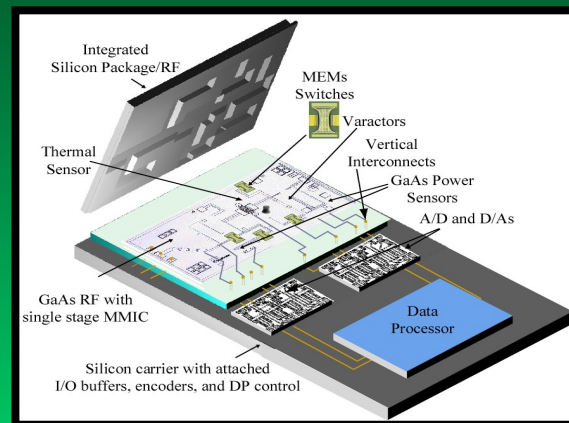 Integrated
Silicon Package/RF
MEMs
Switches
Varactors
Vertical
Interconnects
Thermal
Sensor
GaAs Power
Sensors
A/D and D/As
GaAs RF with
single stage MMIC
Data
Processor
Silicon carrier with attached
I/O buffers, encoders, and DP control